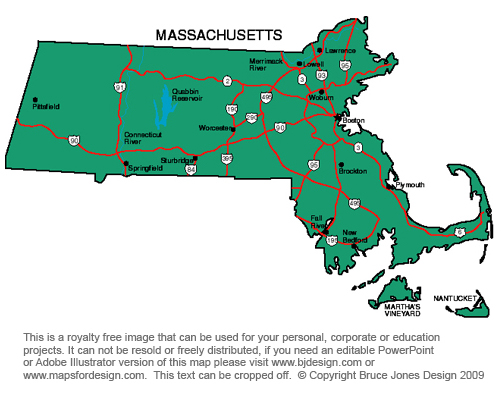 MASSACHUSETTS
Lawrence
Merrimack
River
Lowell
95
3
93
2
91
Quabbin
Reservoir
495
Woburn
Pittsfield
190
290
Boston
Worcester
90
Connecticut
River
90
3
Sturbridge
395
95
Springfield
84
Brockton
Plymouth
495
Fall
River
New
Bedford
195
6
MARTHA'S
VINEYARD
NANTUCKET
This is a royalty free image that can be used for your personal, corporate or education
projects. It can not be resold or freely distributed, if you need an editable PowerPoint
or Adobe Illustrator version of this map please visit www.bjdesign.com or
www.mapsfordesign.com. This text can be cropped off. © Copyright Bruce Jones Design 2009